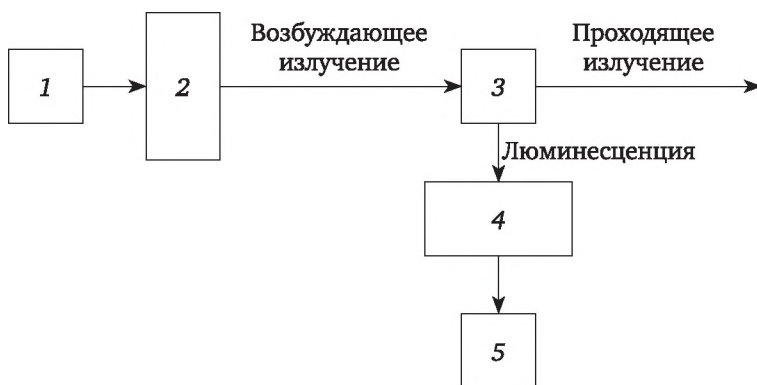 Возбуждающее
излучение
Проходящее
излучение
1
2
3
Люминесценция
4
5